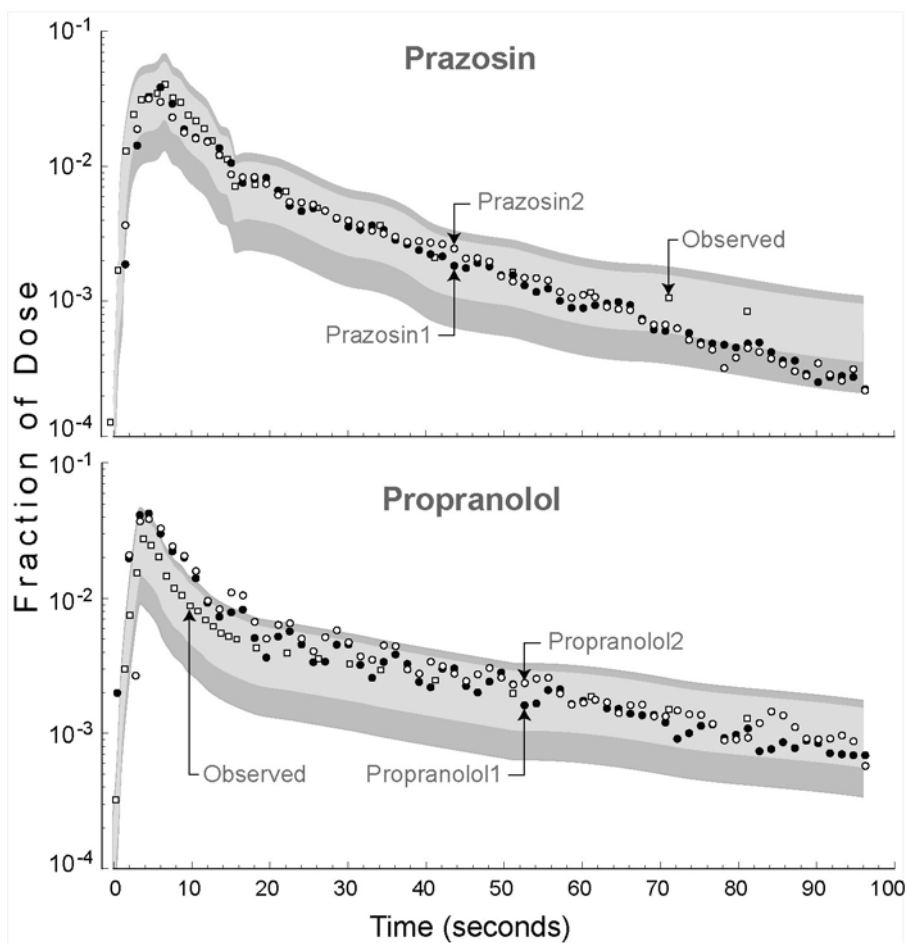 Fraction of Dose
10⁻¹
Prazosin
10⁻²
Prazosin2
Observed
10⁻³
Prazosin1
10⁻⁴
10⁻¹
Propranolol
10⁻²
Propranolol2
10⁻³
Observed
Propranolol1
10⁻⁴
0 10 20 30 40 50 60 70 80 90 100
Time (seconds)